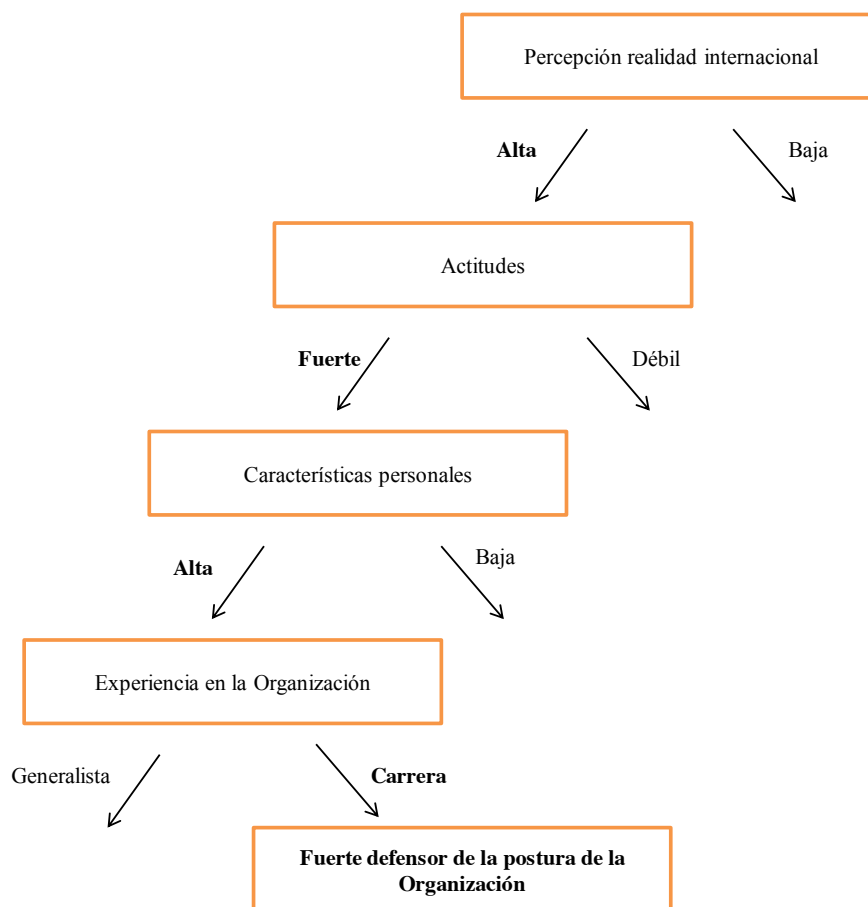 Percepción realidad internacional
Alta
Baja
Actitudes
Fuerte
Débil
Característícas personales
Alta
Baja
Experiencia en la Organización
Generalista
Carrera
Fuerte defensor de la postura de la
Organización